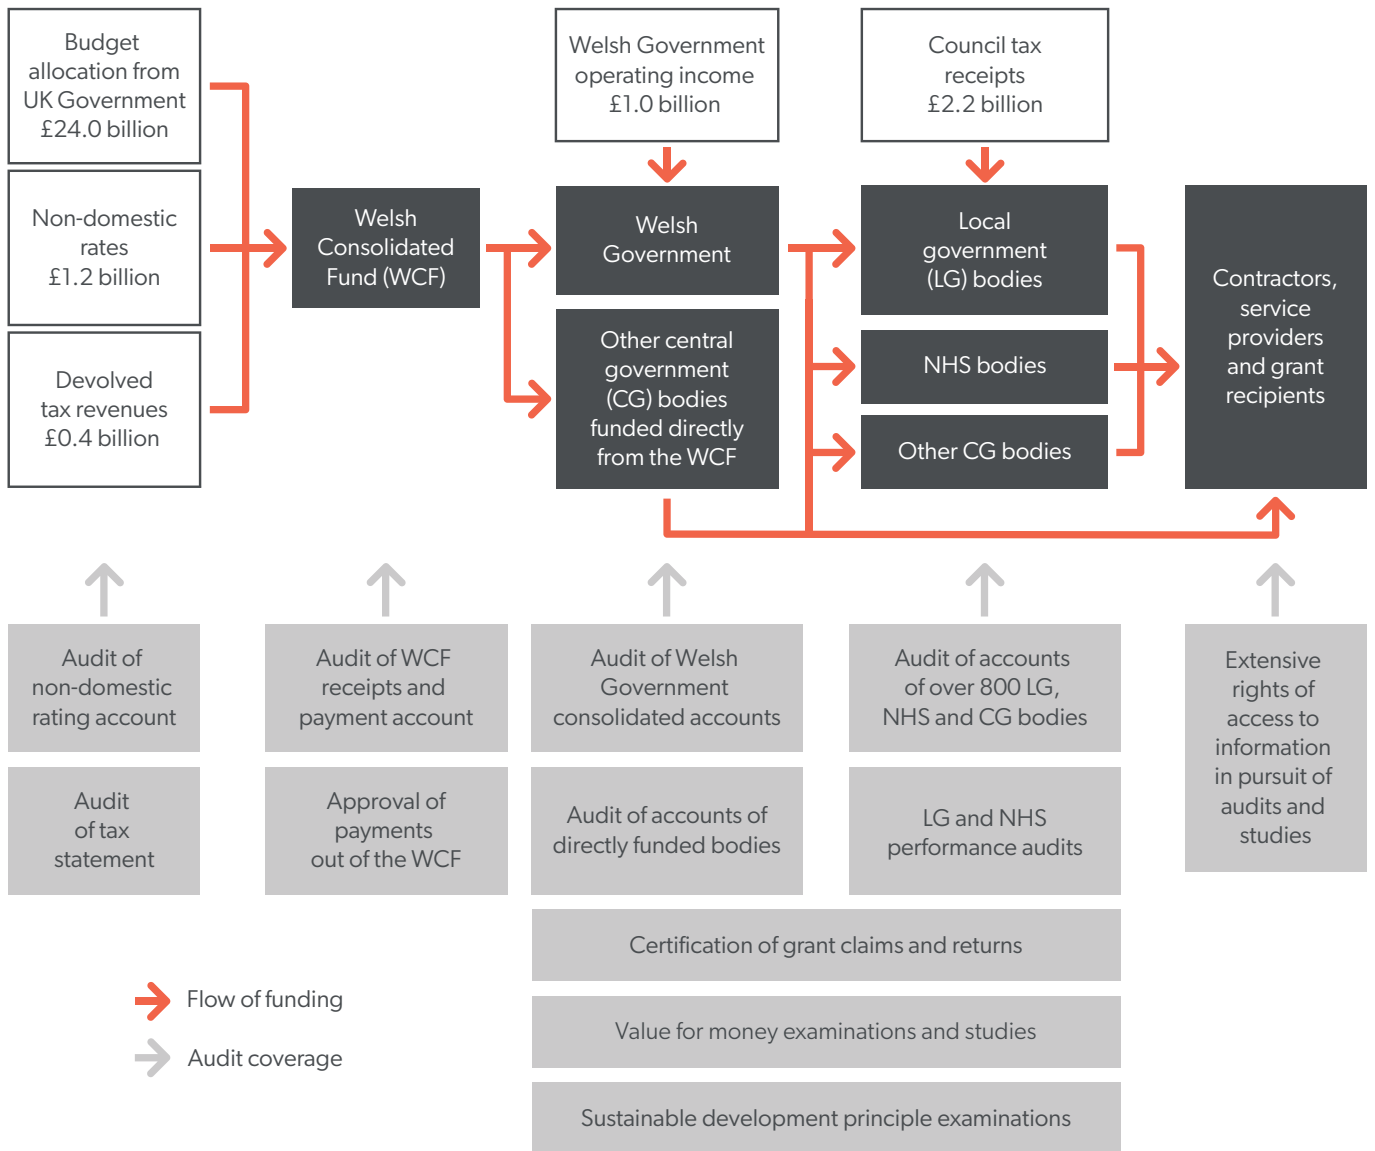 Budget
allocation from
UK Government
£24.0 billion
Non-domestic
rates
£1.2 billion
Devolved
tax revenues
£0.4 billion
Welsh
Consolidated
Fund (WCF)
Welsh Government
operating income
£1.0 billion
Welsh
Government
Other central
government
(CG) bodies
funded directly
from the WCF
Council tax
receipts
£2.2 billion
Local
government
(LG) bodies
NHS bodies
Other CG bodies
Contractors,
service
providers
and grant
recipients
Audit of
non-domestic
rating account
Audit
of tax
statement
Audit of WCF
receipts and
payment account
Approval of
payments
out of the WCF
Audit of Welsh
Government
consolidated accounts
Audit of accounts of
directly funded bodies
Audit of accounts
of over 800 LG,
NHS and CG bodies
LG and NHS
performance audits
Extensive
rights of
access to
information
in pursuit of
audits and
studies
Certification of grant claims and returns
Value for money examinations and studies
Sustainable development principle examinations
Flow of funding
Audit coverage